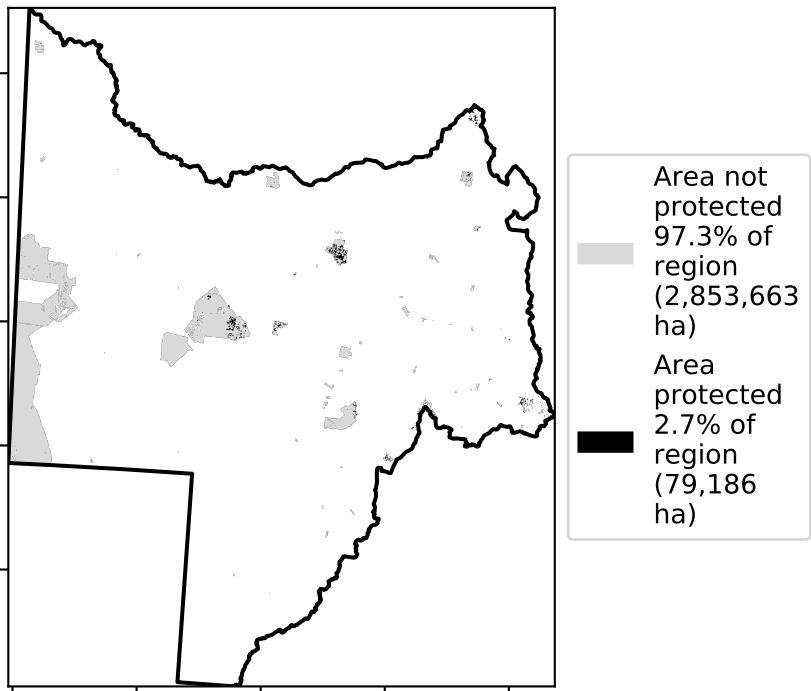 Area not
protected
97.3% of
region
(2,853,663
ha)
Area
protected
2.7% of
region
(79,186
ha)